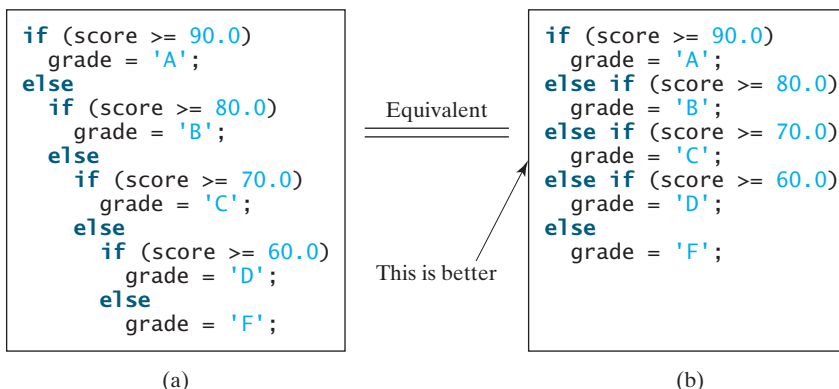 if (score >= 90.0)
  grade = 'A';
else
  if (score >= 80.0)
    grade = 'B';
  else
    if (score >= 70.0)
      grade = 'C';
    else
      if (score >= 60.0)
        grade = 'D';
      else
        grade = 'F';
(a)
Equivalent
This is better
if (score >= 90.0)
  grade = 'A';
else if (score >= 80.0)
  grade = 'B';
else if (score >= 70.0)
  grade = 'C';
else if (score >= 60.0)
  grade = 'D';
else
  grade = 'F';
(b)